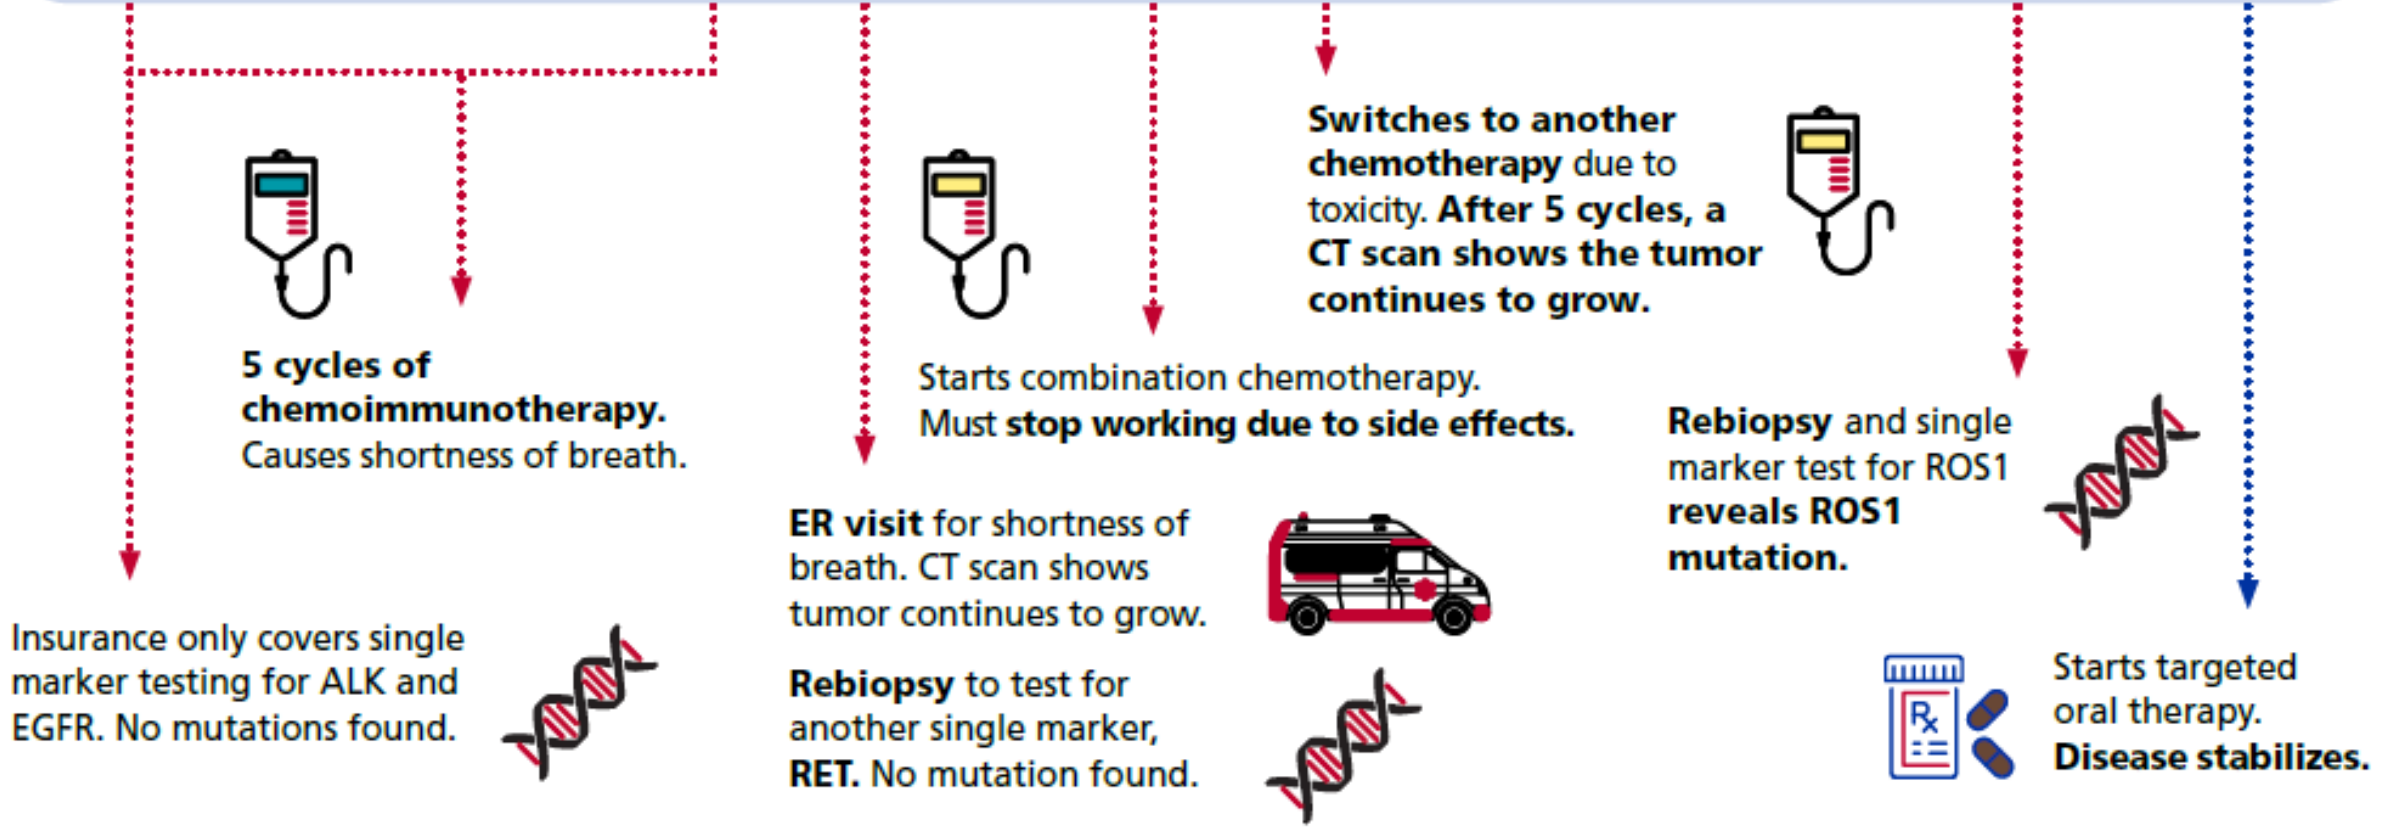 Insurance only covers single
marker testing for ALK and
EGFR. No mutations found.
5 cycles of
chemoimmunotherapy.
Causes shortness of breath.
ER visit for shortness of
breath. CT scan shows
tumor continues to grow.
Rebiopsy to test for
another single marker,
RET. No mutation found.
Starts combination chemotherapy.
Must stop working due to side effects.
Switches to another
chemotherapy due to
toxicity. After 5 cycles, a
CT scan shows the tumor
continues to grow.
Rebiopsy and single
marker test for ROS1
reveals ROS1
mutation.
Rx
Starts targeted
oral therapy.
Disease stabilizes.